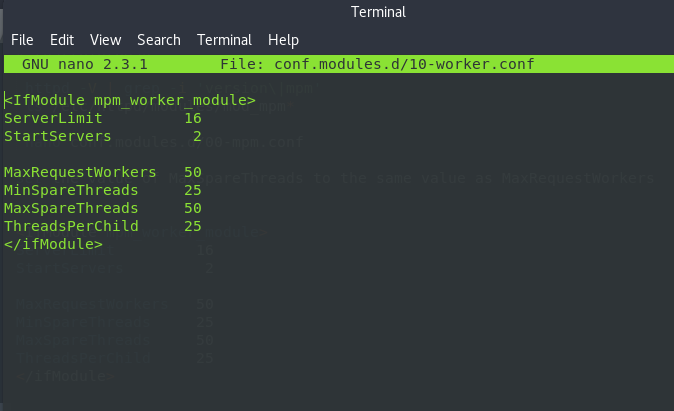 Terminal
File Edit View Search Terminal Help
GNU nano 2.3.1 File: conf.modules.d/10-worker.conf
<IfModule mpm_worker_module>
ServerLimit 16
StartServers 2
MaxRequestWorkers 50
MinSpareThreads 25
MaxSpareThreads 50
ThreadsPerChild 25
</ifModule>